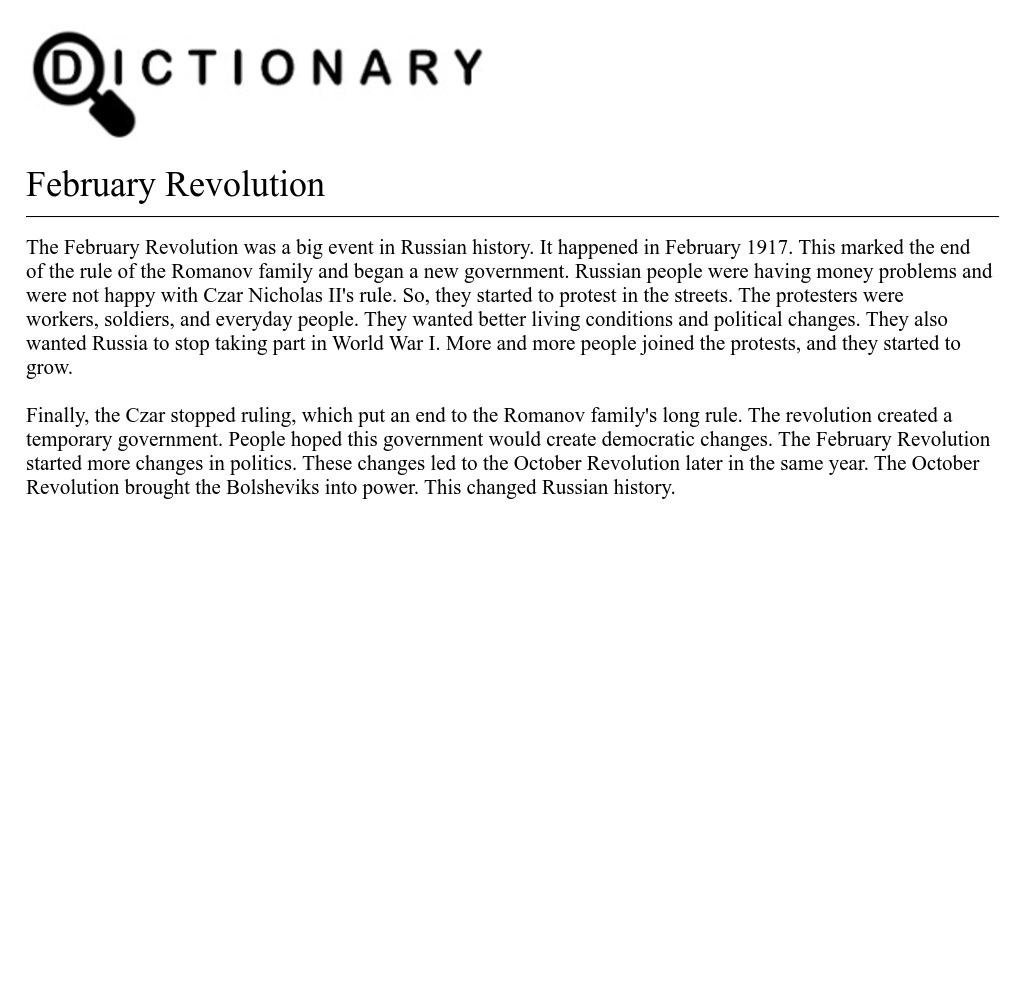 DICTIONARY
February Revolution
The February Revolution was a big event in Russian history. It happened in February 1917. This marked the end
of the rule of the Romanov family and began a new government. Russian people were having money problems and
were not happy with Czar Nicholas II's rule. So, they started to protest in the streets. The protesters were
workers, soldiers, and everyday people. They wanted better living conditions and political changes. They also
wanted Russia to stop taking part in World War I. More and more people joined the protests, and they started to
grow.
Finally, the Czar stopped ruling, which put an end to the Romanov family's long rule. The revolution created a
temporary government. People hoped this government would create democratic changes. The February Revolution
started more changes in politics. These changes led to the October Revolution later in the same year. The October
Revolution brought the Bolsheviks into power. This changed Russian history.